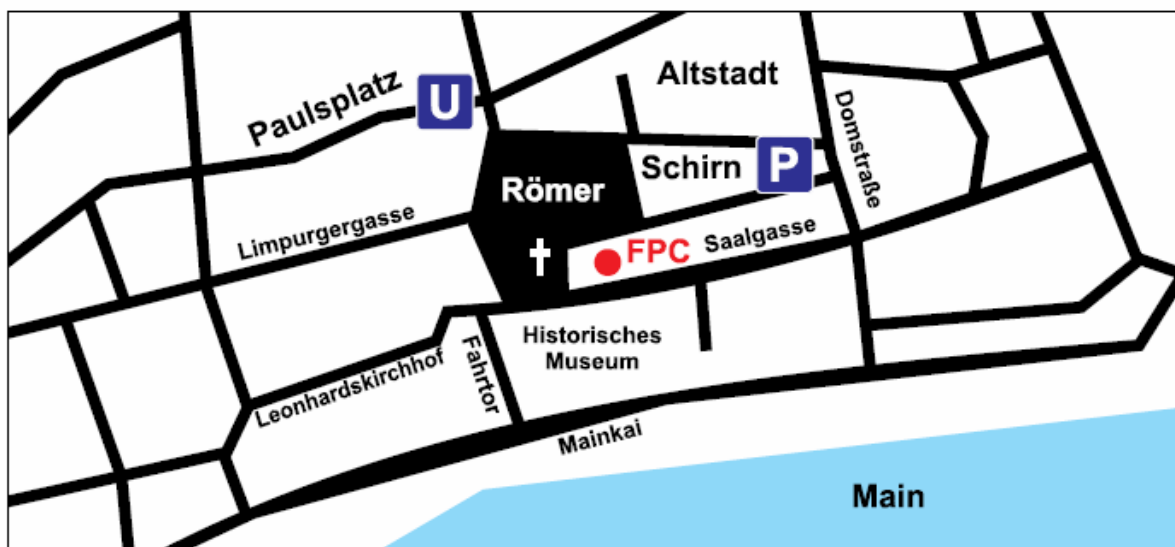 Altstadt
Paulsplatz
U
Domstraße
Schirn
P
Römer
Limpurgergasse
FPC
Saalgasse
Historisches
Museum
Fahrtor
Leonhardskirchhof
Mainkai
Main